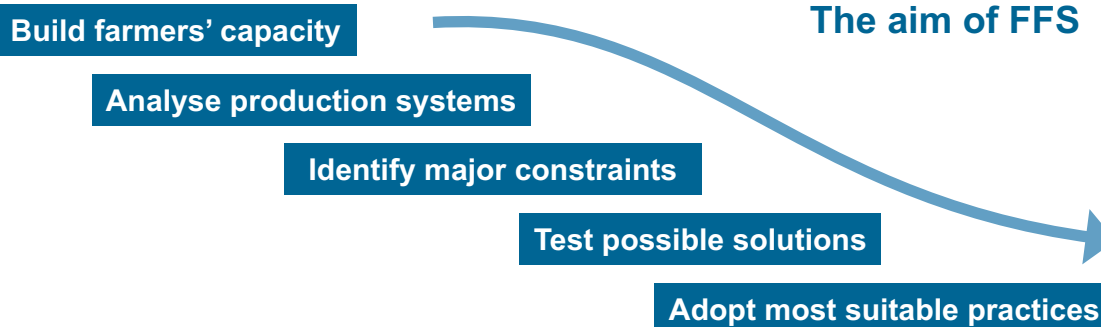 The aim of FFS
Build farmers’ capacity
Analyse production systems
Identify major constraints
Test possible solutions
Adopt most suitable practices